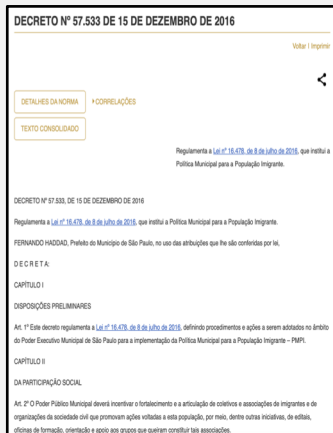 DECRETO Nº 57.533 DE 15 DE DEZEMBRO DE 2016
Voltar | Imprimir
DETALHES DA NORMA
CORRELAÇÕES
TEXTO CONSOLIDADO
Regulamenta a Lei nº 16.478, de 8 de julho de 2016, que institui a
Política Municipal para a População Imigrante.
DECRETO Nº 57.533, DE 15 DE DEZEMBRO DE 2016
Regulamenta a Lei nº 16.478, de 8 de julho de 2016, que institui a Política Municipal para a População Imigrante.
FERNANDO HADDAD, Prefeito do Município de São Paulo, no uso das atribuições que lhe são conferidas por lei,
D E C R E T A:
CAPÍTULO I
DISPOSIÇÕES PRELIMINARES
Art. 1º Este decreto regulamenta a Lei nº 16.478, de 8 de julho de 2016, definindo procedimentos e ações a serem adotados no âmbito
do Poder Executivo Municipal de São Paulo para a implementação da Política Municipal para a População Imigrante – PMPI.
CAPÍTULO II
DA PARTICIPAÇÃO SOCIAL
Art. 2º O Poder Público Municipal deverá incentivar o fortalecimento e a articulação de coletivos e associações de imigrantes e de
organizações da sociedade civil que promovam ações voltadas a esta população, por meio, dentre outras iniciativas, de editais,
oficinas de formação, orientação e apoio aos grupos que queiram constituir tais associações.